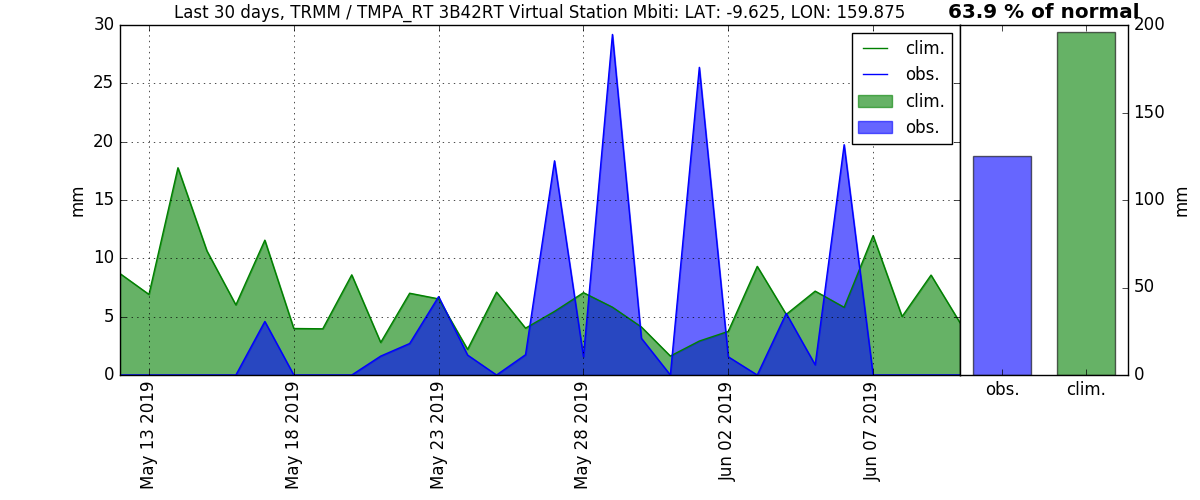 Last 30 days, TRMM / TMPA_RT 3B42RT Virtual Station Mbiti: LAT: -9.625, LON: 159.875
63.9 % of normal
30
25
20
15
10
5
0
mm
clim.
obs.
clim.
obs.
May 13 2019
May 18 2019
May 23 2019
May 28 2019
Jun 02 2019
Jun 07 2019
200
150
100
50
0
mm
obs.
clim.